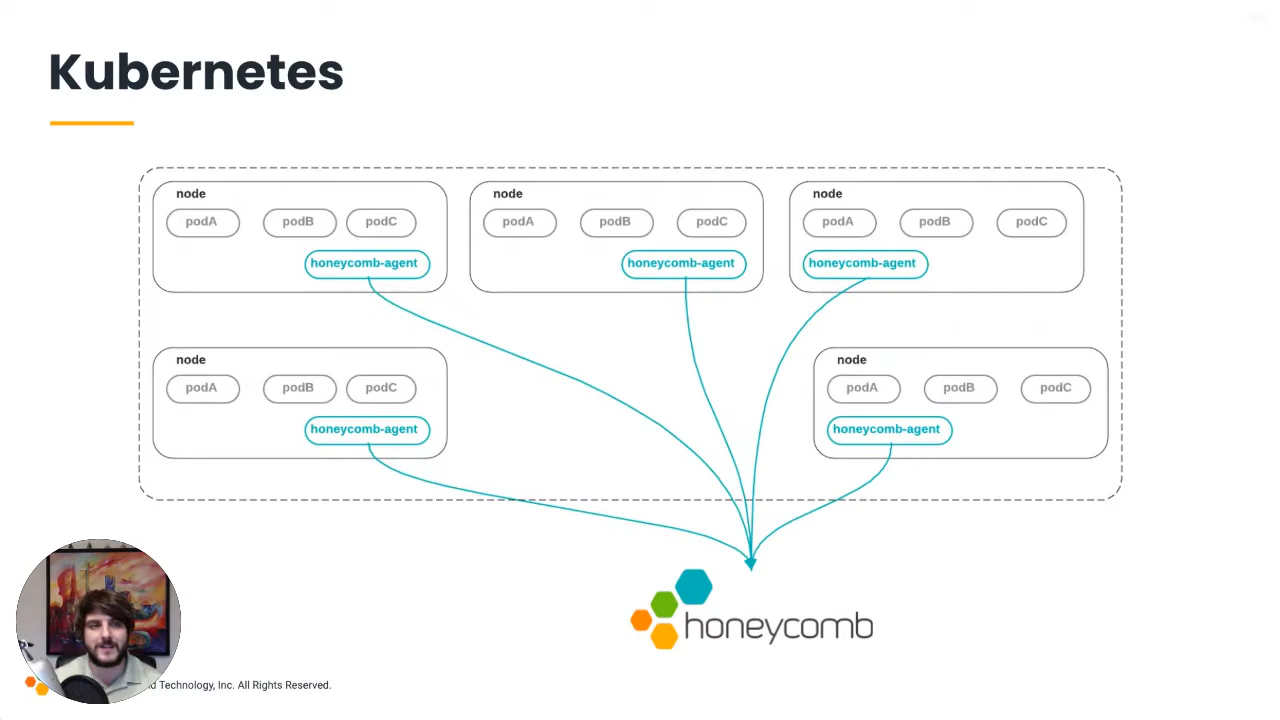 Kubernetes
node
podA podB podC
honeycomb-agent
node
podA podB podC
honeycomb-agent
node
podA podB podC
honeycomb-agent
node
podA podB podC
honeycomb-agent
node
podA podB podC
honeycomb-agent
honeycomb
Technology, Inc. All Rights Reserved.